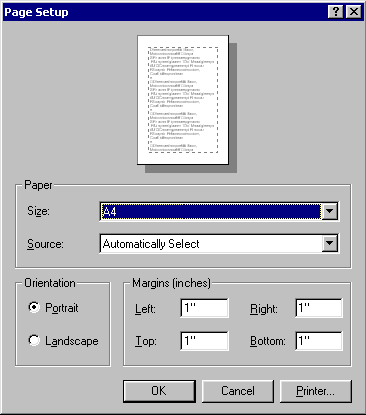 Page Setup
Paper
Size: A4
Source: Automatically Select
Orientation
Portrait
Landscape
Margins (inches)
Left: 1" Right: 1"
Top: 1" Bottom: 1"
OK Cancel Printer...